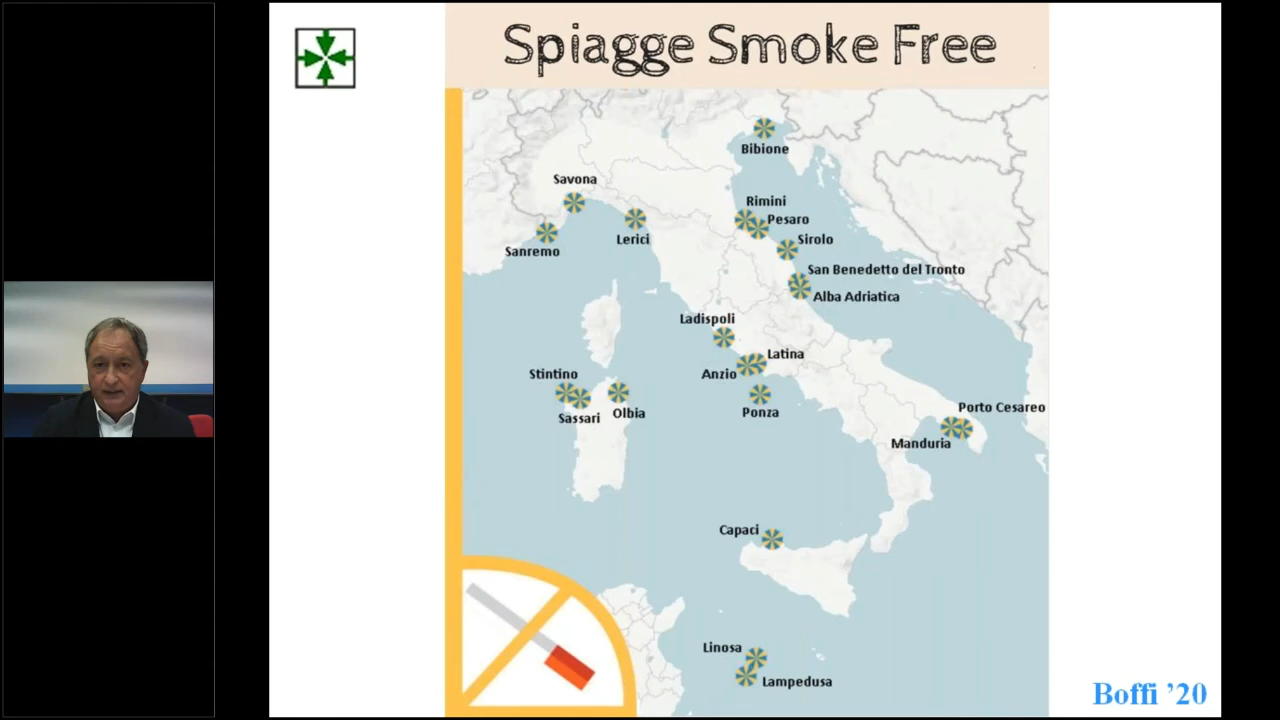 Spiagge Smoke Free
Bibione
Savona
Rimini
Pesaro
Lerici
Sirolo
Sanremo
San Benedetto del Tronto
Alba Adriatica
Ladispoli
Latina
Anzio
Stintino
Sassari
Olbia
Ponza
Porto Cesareo
Manduria
Capaci
Linosa
Lampedusa
Boffi ’20